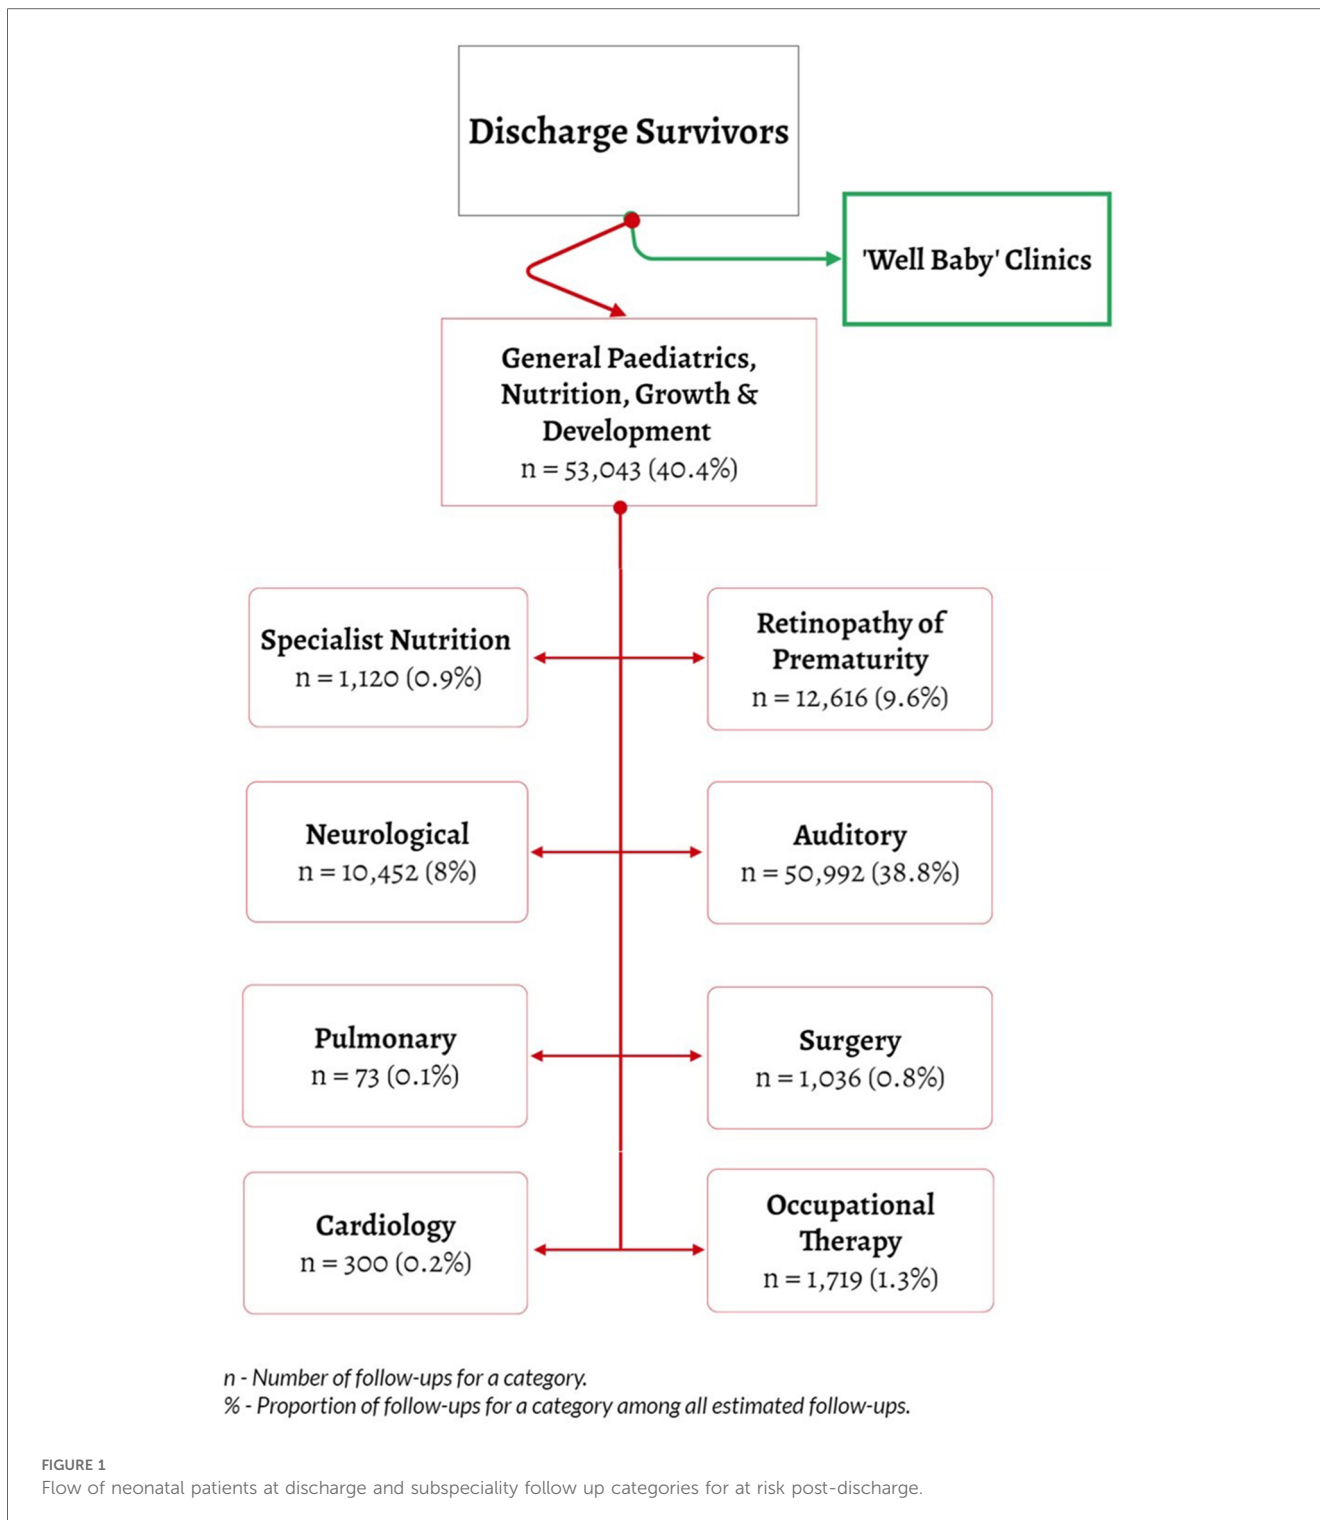 Discharge Survivors
'Well Baby' Clinics
General Paediatrics,
Nutrition, Growth &
Development
n = 53,043 (40.4%)
Specialist Nutrition
n = 1,120 (0.9%)
Retinopathy of
Prematurity
n = 12,616 (9.6%)
Neurological
n = 10,452 (8%)
Auditory
n = 50,992 (38.8%)
Pulmonary
n = 73 (0.1%)
Surgery
n = 1,036 (0.8%)
Cardiology
n = 300 (0.2%)
Occupational
Therapy
n = 1,719 (1.3%)
n - Number of follow-ups for a category.
% - Proportion of follow-ups for a category among all estimated follow-ups.
FIGURE 1
Flow of neonatal patients at discharge and subspeciality follow up categories for at risk post-discharge.